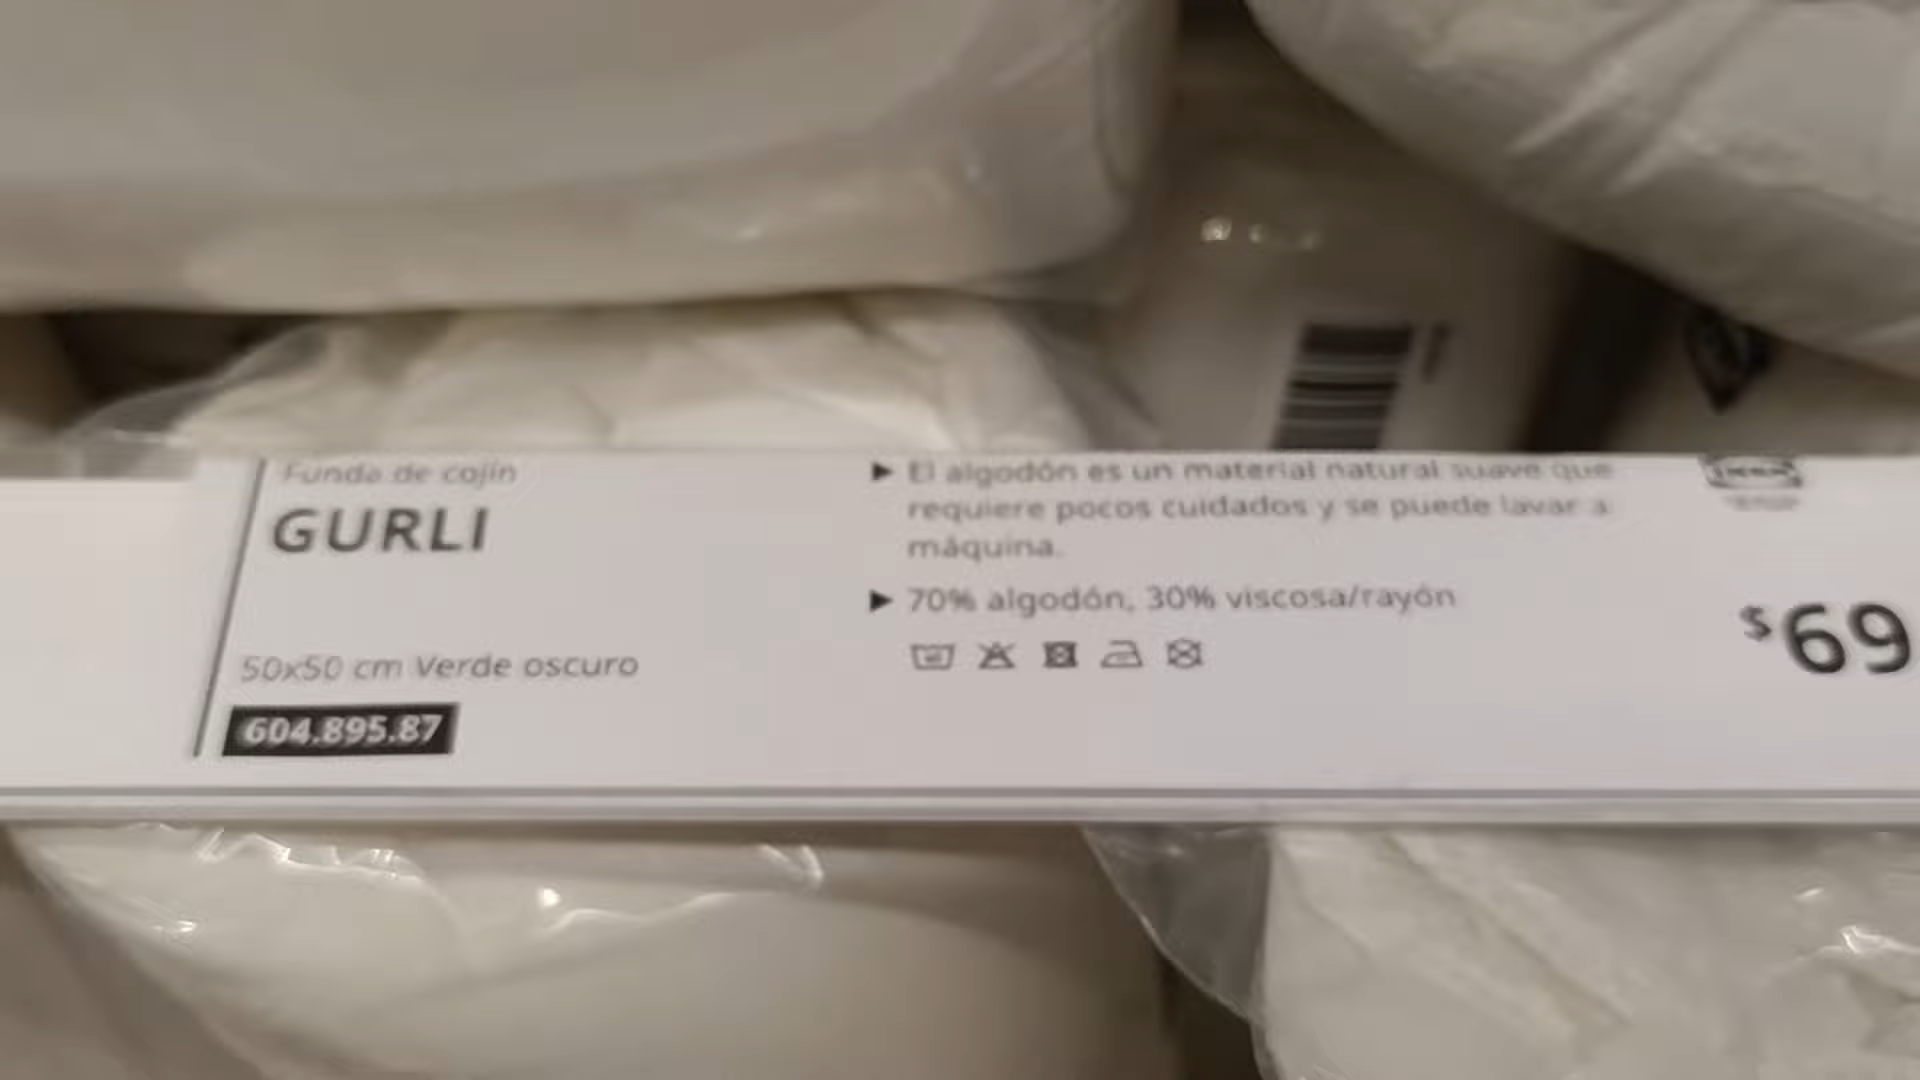 Funda de cojín
GURLI
50x50 cm Verde oscuro
604.895.87
▶ El algodón es un material natural suave que
requiere pocos cuidados y se puede lavar a
máquina.
▶ 70% algodón, 30% viscosa/rayón
$69